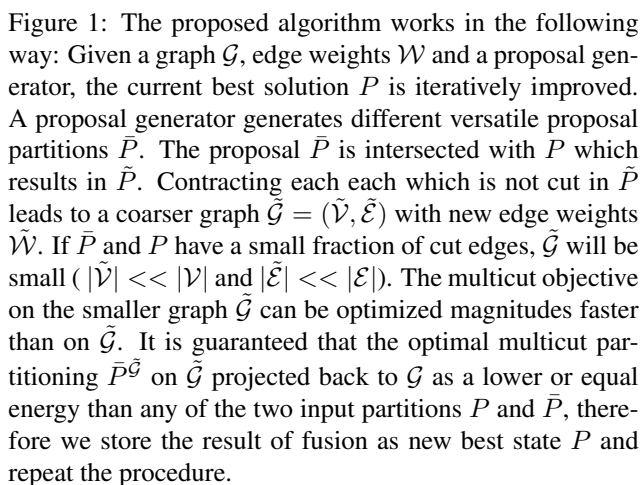 Figure 1: The proposed algorithm works in the following
way: Given a graph 𝒢, edge weights 𝒲 and a proposal gen-
erator, the current best solution P is iteratively improved.
A proposal generator generates different versatile proposal
partitions P̄. The proposal P̄ is intersected with P which
results in P̃. Contracting each each which is not cut in P̃
leads to a coarser graph 𝒢̃ = (𝒱̃, ℰ̃) with new edge weights
𝒲̃. If P̄ and P have a small fraction of cut edges, 𝒢̃ will be
small ( |𝒱̃| << |𝒱| and |ℰ̃| << |ℰ|). The multicut objective
on the smaller graph 𝒢̃ can be optimized magnitudes faster
than on 𝒢̃. It is guaranteed that the optimal multicut par-
titioning P̄^𝒢̃ on 𝒢̃ projected back to 𝒢 as a lower or equal
energy than any of the two input partitions P and P̄, there-
fore we store the result of fusion as new best state P and
repeat the procedure.